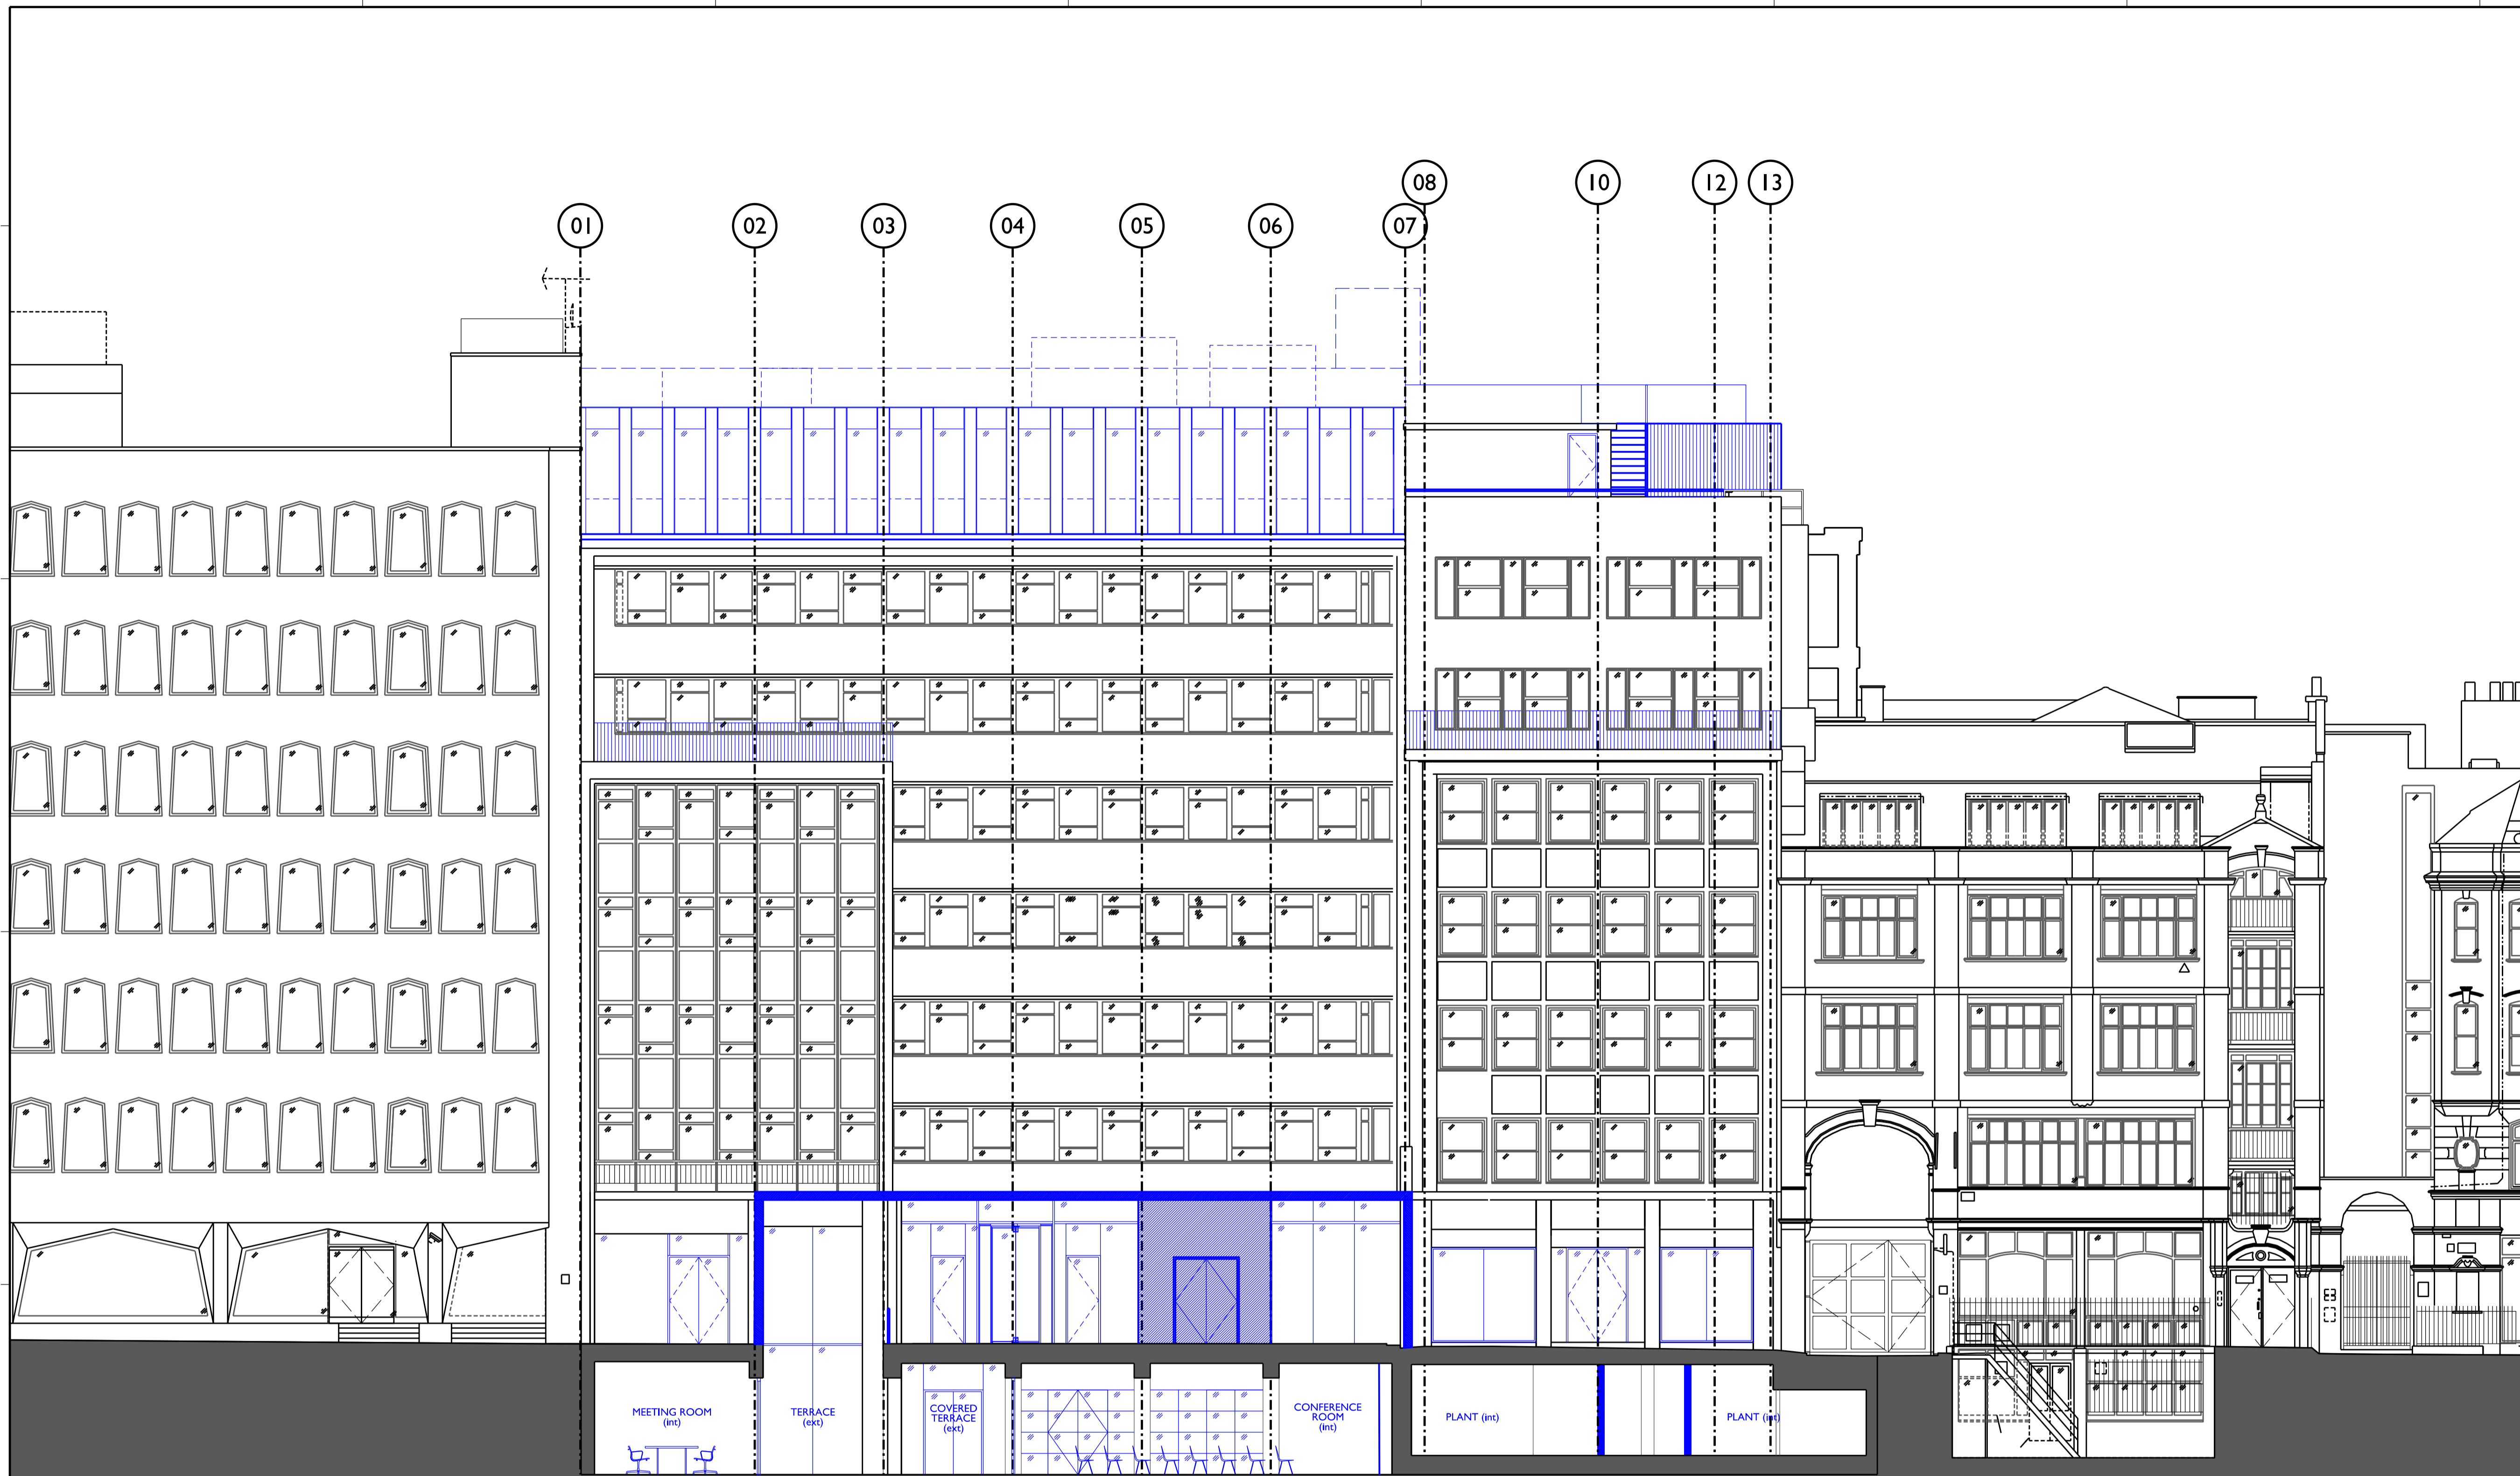 08
10
12
13
01
02
03
04
05
06
07
MEETING ROOM
(int)
TERRACE
(ext)
COVERED
TERRACE
(ext)
CONFERENCE
ROOM
(int)
PLANT (int)
PLANT (int)